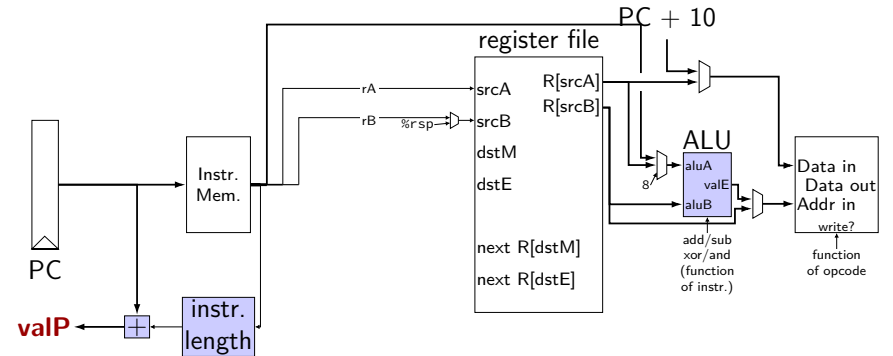 PC + 10
register file
R[srcA]
R[srcB]
srcA
srcB
dstM
dstE
next R[dstM]
next R[dstE]
rA
rB
%rsp
Instr.
Mem.
PC
valP
+
instr.
length
8
ALU
aluA
valE
aluB
add/sub
xor/and
(function
of instr.)
Data in
Data out
Addr in
write?
function
of opcode